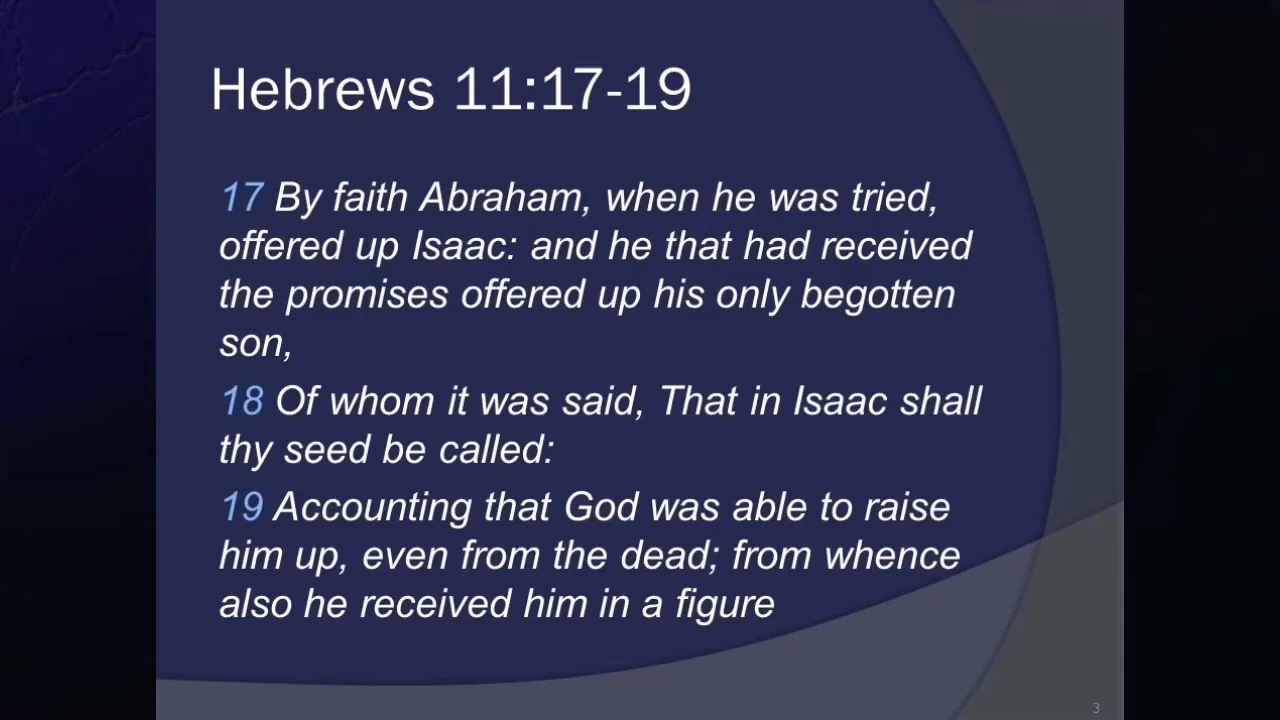 Hebrews 11:17-19
17 By faith Abraham, when he was tried,
offered up Isaac: and he that had received
the promises offered up his only begotten
son,
18 Of whom it was said, That in Isaac shall
thy seed be called:
19 Accounting that God was able to raise
him up, even from the dead; from whence
also he received him in a figure
3